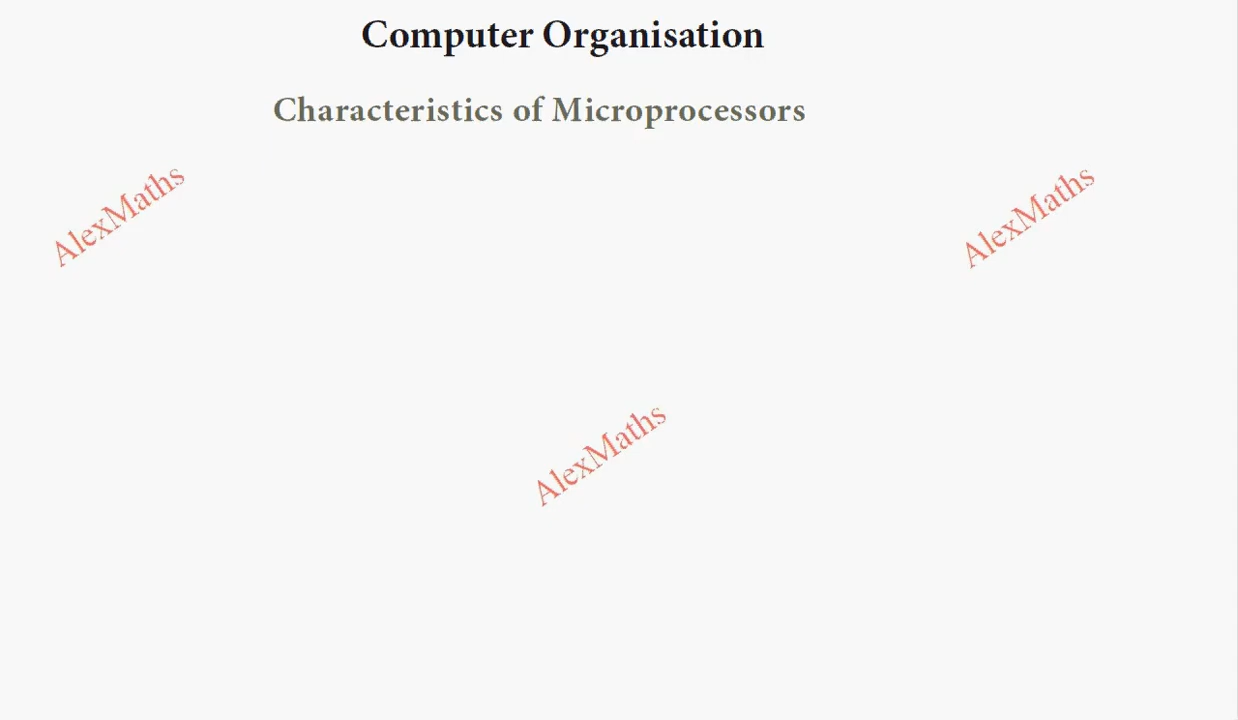 Computer Organisation
Characteristics of Microprocessors
AlexMaths
AlexMaths
AlexMaths